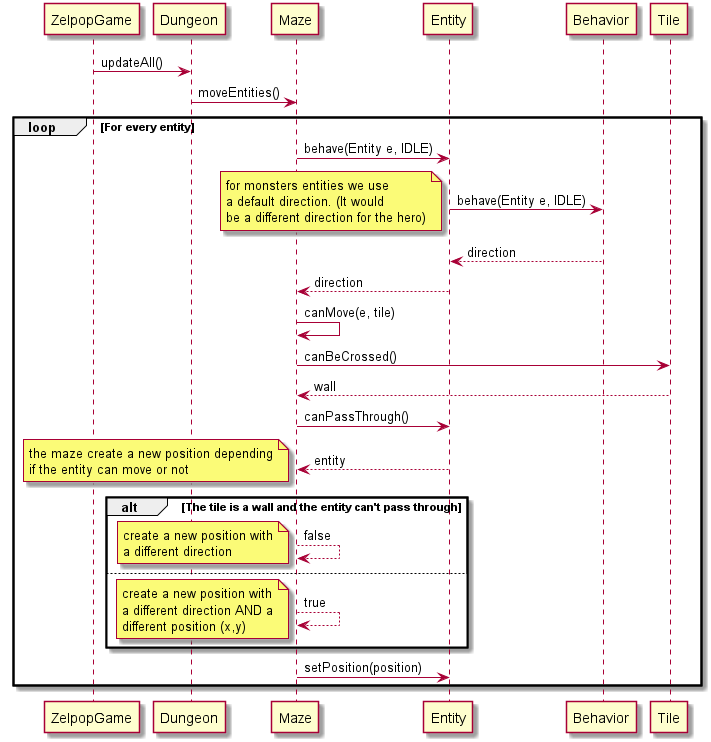 ZelpopGame Dungeon Maze Entity Behavior Tile
updateAll()
moveEntities()
loop [For every entity]
behave(Entity e, IDLE)
for monsters entities we use
a default direction. (It would
be a different direction for the hero)
behave(Entity e, IDLE)
direction
direction
canMove(e, tile)
canBeCrossed()
wall
canPassThrough()
the maze create a new position depending
if the entity can move or not
entity
alt [The tile is a wall and the entity can't pass through]
create a new position with
a different direction
false
create a new position with
a different direction AND a
different position (x,y)
true
setPosition(position)
ZelpopGame Dungeon Maze Entity Behavior Tile